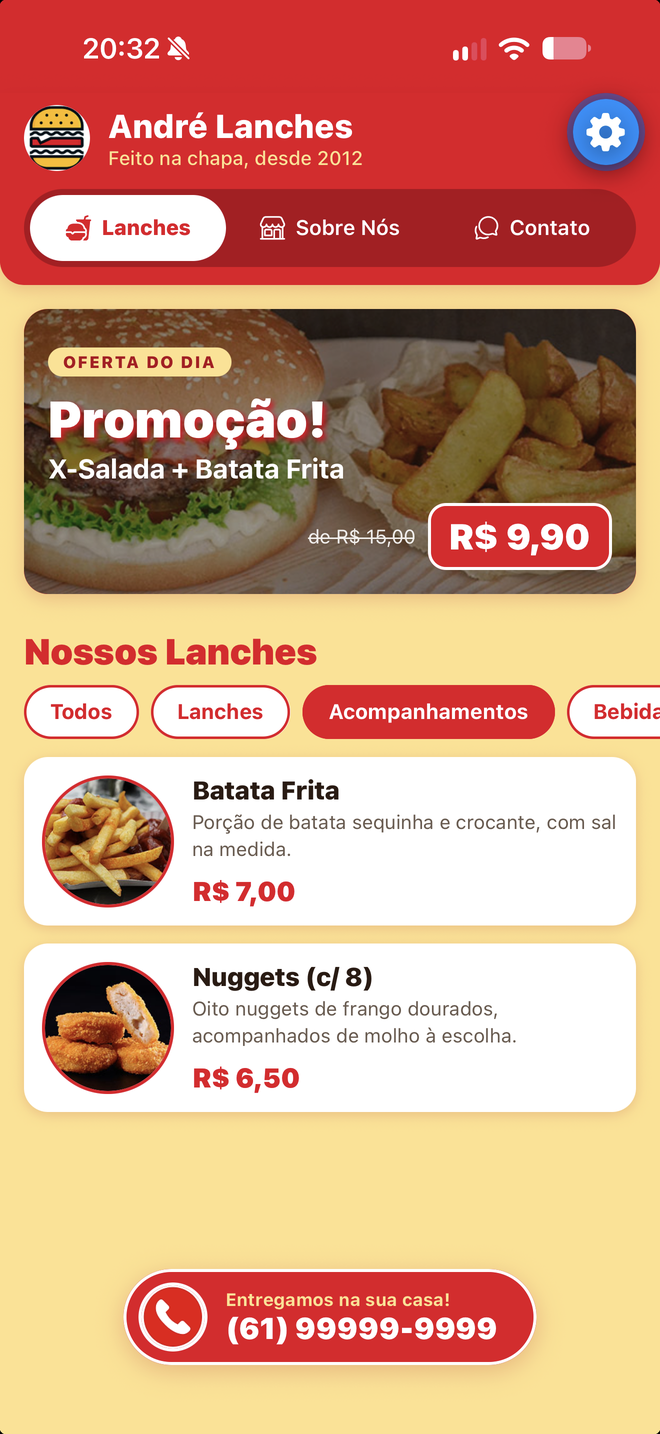 20:32
André Lanches
Feito na chapa, desde 2012
Lanches
Sobre Nós
Contato
OFERTA DO DIA
Promoção!
X-Salada + Batata Frita
de R$ 15,00
R$ 9,90
Nossos Lanches
Todos
Lanches
Acompanhamentos
Bebida
Batata Frita
Porção de batata sequinha e crocante, com sal
na medida.
R$ 7,00
Nuggets (c/ 8)
Oito nuggets de frango dourados,
acompanhados de molho à escolha.
R$ 6,50
Entregamos na sua casa!
(61) 99999-9999